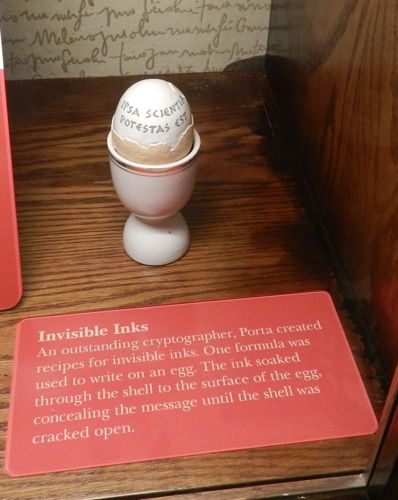 IPSA SCIENTIA
POTESTAS EST
Invisible Inks
An outstanding cryptographer, Porta created
recipes for invisible inks. One formula was
used to write on an egg. The ink soaked
through the shell to the surface of the egg,
concealing the message until the shell was
cracked open.